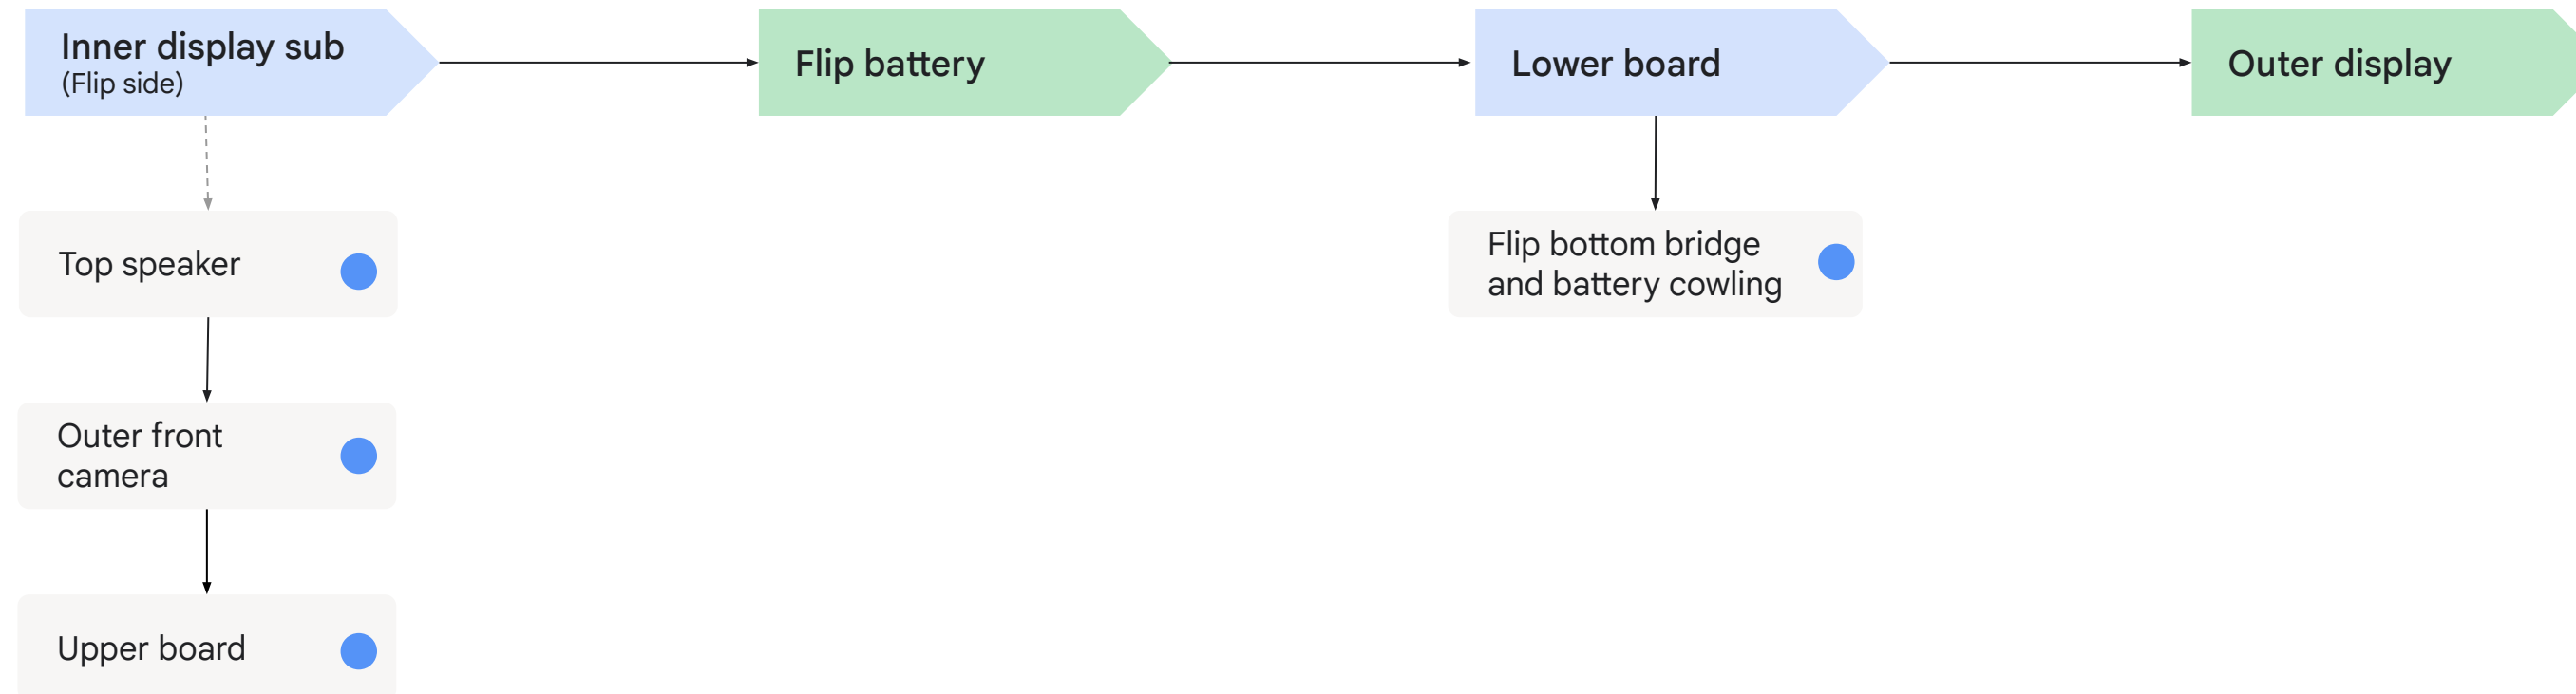 Inner display sub
(Flip side)
Flip battery
Lower board
Outer display
Top speaker
Flip bottom bridge
and battery cowling
Outer front
camera
Upper board